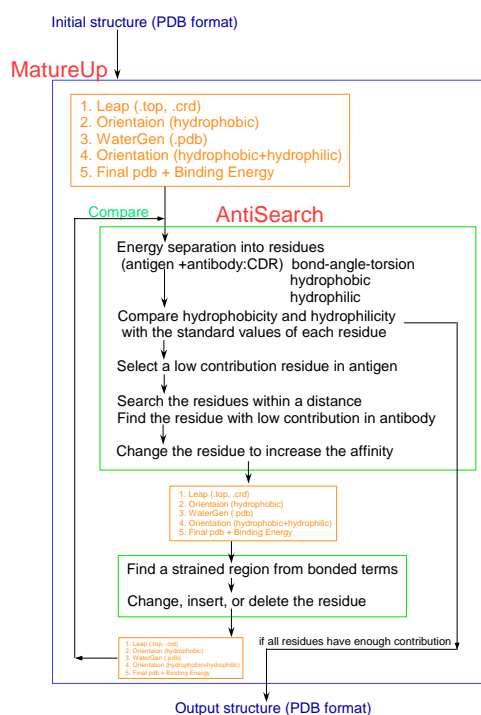 Initial structure (PDB format)
MatureUp
1. Leap (.top, .crd)
2. Orientaion (hydrophobic)
3. WaterGen (.pdb)
4. Orientation (hydrophobic+hydrophilic)
5. Final pdb + Binding Energy
Compare
AntiSearch
Energy separation into residues
(antigen +antibody:CDR) bond-angle-torsion
hydrophobic
hydrophilic
Compare hydrophobicity and hydrophilicity
with the standard values of each residue
Select a low contribution residue in antigen
Search the residues within a distance
Find the residue with low contribution in antibody
Change the residue to increase the affinity
1. Leap (.top, .crd)
2. Orientaion (hydrophobic)
3. WaterGen (.pdb)
4. Orientation (hydrophobic+hydrophilic)
5. Final pdb + Binding Energy
Find a strained region from bonded terms
Change, insert, or delete the residue
if all residues have enough contribution
1. Leap (.top, .crd)
2. Orientaion (hydrophobic)
3. WaterGen (.pdb)
4. Orientation (hydrophobic+hydrophilic)
5. Final pdb + Binding Energy
Output structure (PDB format)